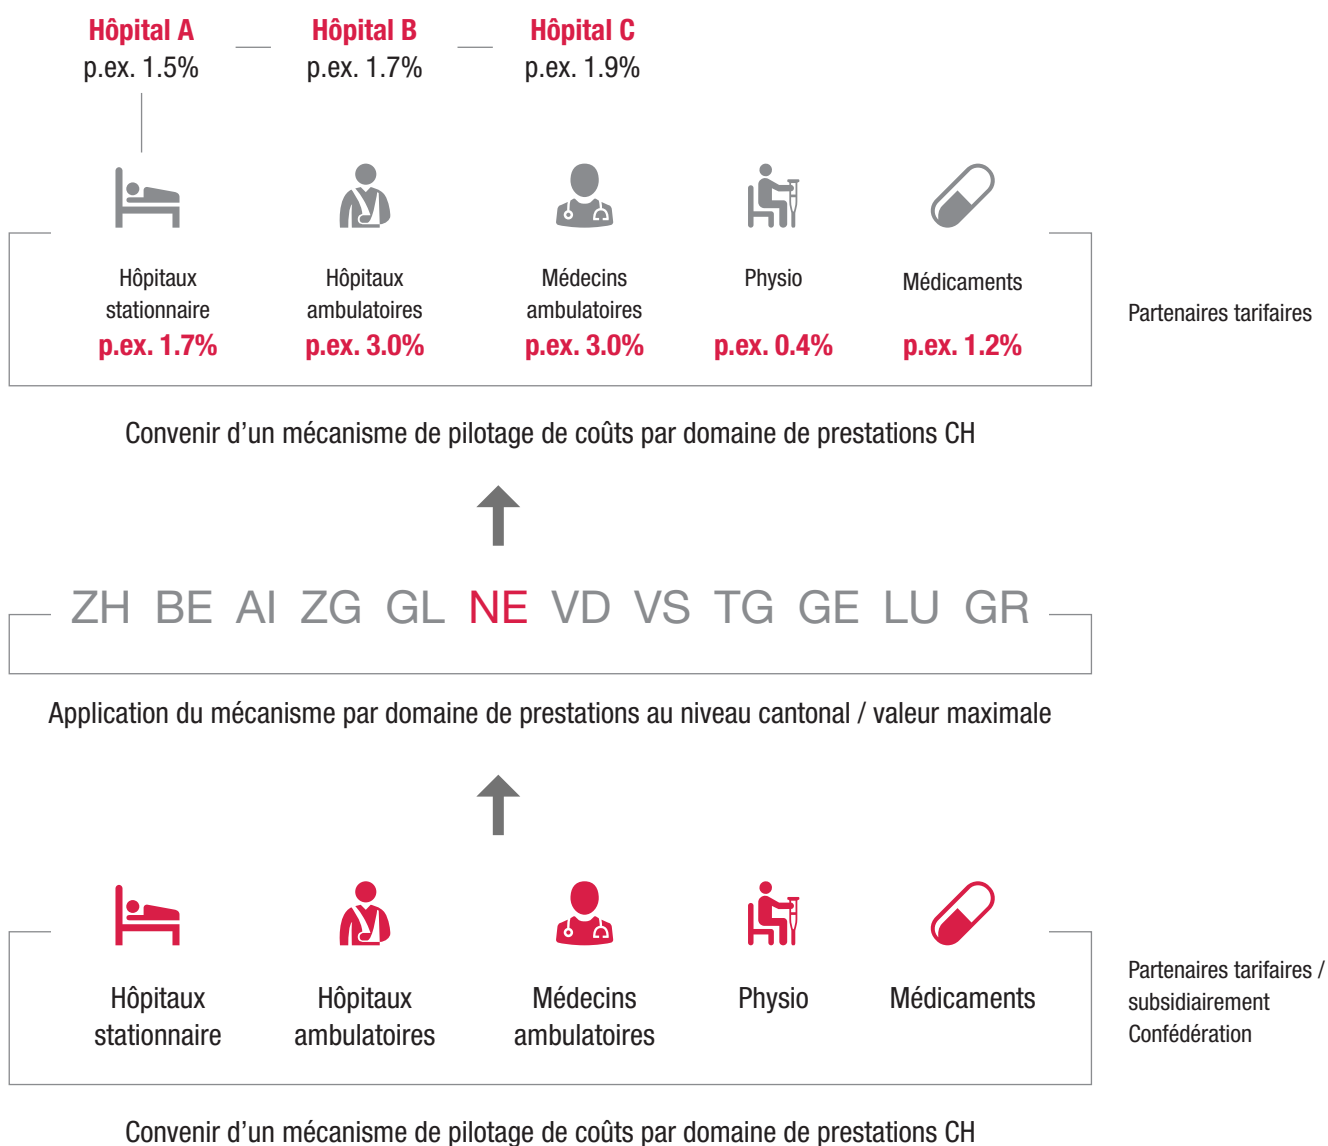 Hôpital A
p.ex. 1.5%
Hôpital B
p.ex. 1.7%
Hôpital C
p.ex. 1.9%
Hôpitaux
stationnaire
p.ex. 1.7%
Hôpitaux
ambulatoires
p.ex. 3.0%
Médecins
ambulatoires
p.ex. 3.0%
Physio
p.ex. 0.4%
Médicaments
p.ex. 1.2%
Partenaires tarifaires
Convenir d’un mécanisme de pilotage de coûts par domaine de prestations CH
ZH BE AI ZG GL NE VD VS TG GE LU GR
Application du mécanisme par domaine de prestations au niveau cantonal / valeur maximale
Hôpitaux
stationnaire
Hôpitaux
ambulatoires
Médecins
ambulatoires
Physio
Médicaments
Partenaires tarifaires /
subsidiairement
Confédération
Convenir d’un mécanisme de pilotage de coûts par domaine de prestations CH